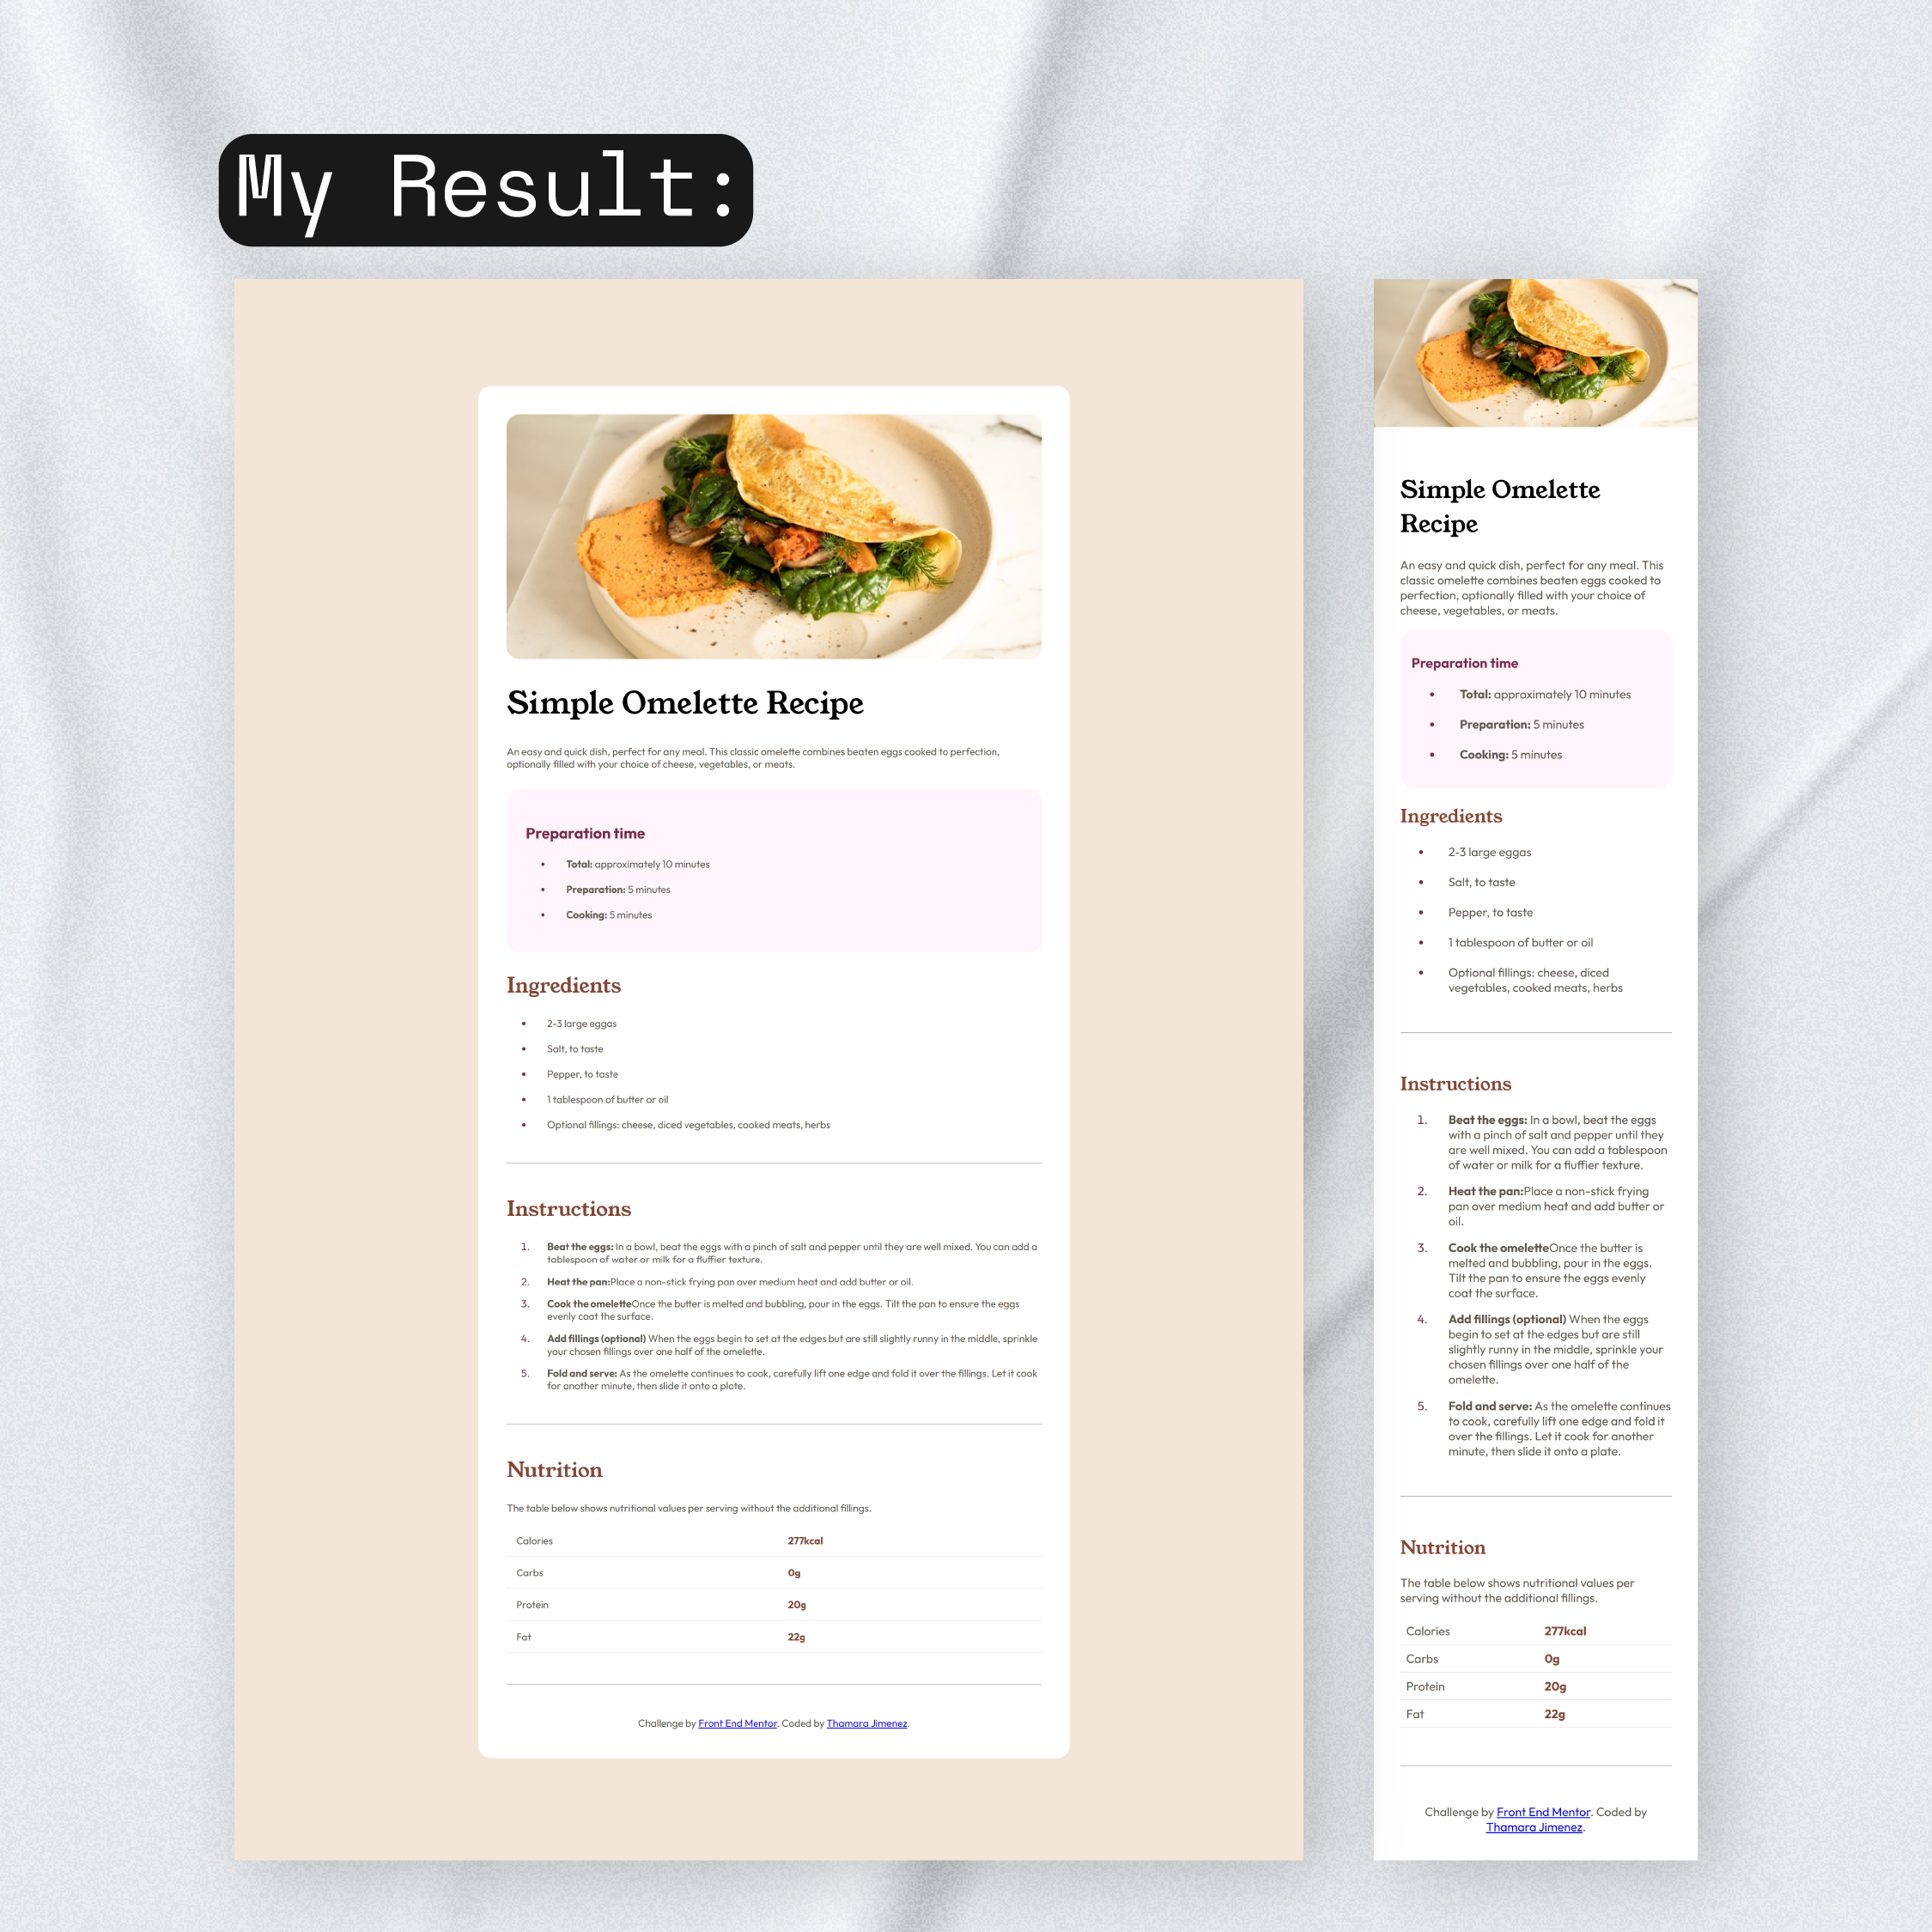 My Result:
Simple Omelette Recipe
An easy and quick dish, perfect for any meal. This classic omelette combines beaten eggs cooked to perfection,
optionally filled with your choice of cheese, vegetables, or meats.
Preparation time
• Total: approximately 10 minutes
• Preparation: 5 minutes
• Cooking: 5 minutes
Ingredients
• 2-3 large eggas
• Salt, to taste
• Pepper, to taste
• 1 tablespoon of butter or oil
• Optional fillings: cheese, diced vegetables, cooked meats, herbs
Instructions
1. Beat the eggs: In a bowl, beat the eggs with a pinch of salt and pepper until they are well mixed. You can add a
tablespoon of water or milk for a fluffier texture.
2. Heat the pan:Place a non-stick frying pan over medium heat and add butter or oil.
3. Cook the omeletteOnce the butter is melted and bubbling, pour in the eggs. Tilt the pan to ensure the eggs
evenly coat the surface.
4. Add fillings (optional) When the eggs begin to set at the edges but are still slightly runny in the middle, sprinkle
your chosen fillings over one half of the omelette.
5. Fold and serve: As the omelette continues to cook, carefully lift one edge and fold it over the fillings. Let it cook
for another minute, then slide it onto a plate.
Nutrition
The table below shows nutritional values per serving without the additional fillings.
Calories 277kcal
Carbs 0g
Protein 20g
Fat 22g
Challenge by Front End Mentor. Coded by Thamara Jimenez.
Simple Omelette
Recipe
An easy and quick dish, perfect for any meal. This
classic omelette combines beaten eggs cooked to
perfection, optionally filled with your choice of
cheese, vegetables, or meats.
Preparation time
• Total: approximately 10 minutes
• Preparation: 5 minutes
• Cooking: 5 minutes
Ingredients
• 2-3 large eggas
• Salt, to taste
• Pepper, to taste
• 1 tablespoon of butter or oil
• Optional fillings: cheese, diced
vegetables, cooked meats, herbs
Instructions
1. Beat the eggs: In a bowl, beat the eggs
with a pinch of salt and pepper until they
are well mixed. You can add a tablespoon
of water or milk for a fluffier texture.
2. Heat the pan:Place a non-stick frying
pan over medium heat and add butter or
oil.
3. Cook the omeletteOnce the butter is
melted and bubbling, pour in the eggs.
Tilt the pan to ensure the eggs evenly
coat the surface.
4. Add fillings (optional) When the eggs
begin to set at the edges but are still
slightly runny in the middle, sprinkle your
chosen fillings over one half of the
omelette.
5. Fold and serve: As the omelette continues
to cook, carefully lift one edge and fold it
over the fillings. Let it cook for another
minute, then slide it onto a plate.
Nutrition
The table below shows nutritional values per
serving without the additional fillings.
Calories 277kcal
Carbs 0g
Protein 20g
Fat 22g
Challenge by Front End Mentor. Coded by
Thamara Jimenez.